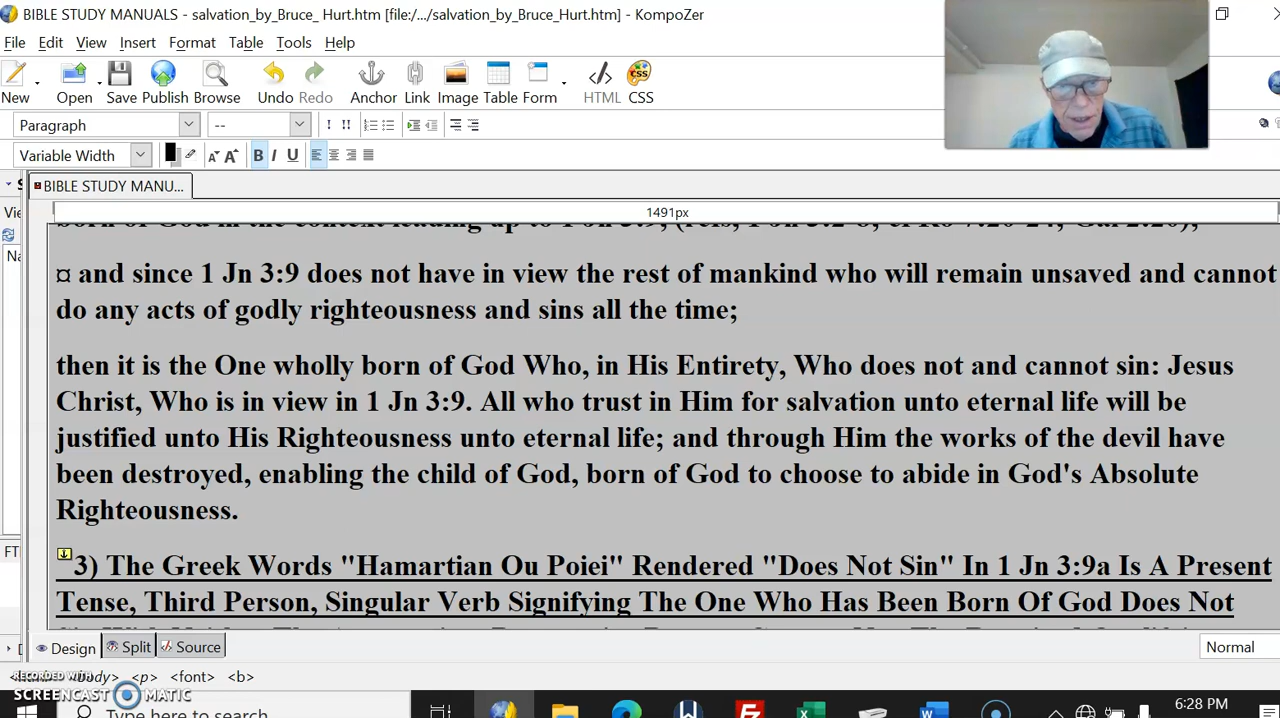 BIBLE STUDY MANUALS - salvation_by_Bruce_ Hurt.htm [file:/.../salvation_by_Bruce_Hurt.htm] - KompoZer
File Edit View Insert Format Table Tools Help
New Open Save Publish Browse Undo Redo Anchor Link Image Table Form HTML CSS
Paragraph --
Variable Width B I U
BIBLE STUDY MANU...
1491px
¤ and since 1 Jn 3:9 does not have in view the rest of mankind who will remain unsaved and cannot
do any acts of godly righteousness and sins all the time;
then it is the One wholly born of God Who, in His Entirety, Who does not and cannot sin: Jesus
Christ, Who is in view in 1 Jn 3:9. All who trust in Him for salvation unto eternal life will be
justified unto His Righteousness unto eternal life; and through Him the works of the devil have
been destroyed, enabling the child of God, born of God to choose to abide in God's Absolute
Righteousness.
3) The Greek Words "Hamartian Ou Poiei" Rendered "Does Not Sin" In 1 Jn 3:9a Is A Present
Tense, Third Person, Singular Verb Signifying The One Who Has Been Born Of God Does Not
Design Split Source Normal
<body> <p> <font> <b>
RECORDED WITH
SCREENCAST MATIC
Type here to search 6:28 PM